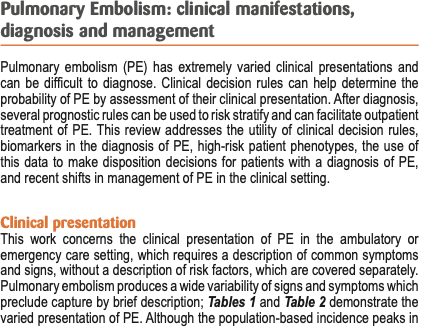 Pulmonary Embolism: clinical manifestations,
diagnosis and management
Pulmonary embolism (PE) has extremely varied clinical presentations and
can be difficult to diagnose. Clinical decision rules can help determine the
probability of PE by assessment of their clinical presentation. After diagnosis,
several prognostic rules can be used to risk stratify and can facilitate outpatient
treatment of PE. This review addresses the utility of clinical decision rules,
biomarkers in the diagnosis of PE, high-risk patient phenotypes, the use of
this data to make disposition decisions for patients with a diagnosis of PE,
and recent shifts in management of PE in the clinical setting.
Clinical presentation
This work concerns the clinical presentation of PE in the ambulatory or
emergency care setting, which requires a description of common symptoms
and signs, without a description of risk factors, which are covered separately.
Pulmonary embolism produces a wide variability of signs and symptoms which
preclude capture by brief description; Tables 1 and Table 2 demonstrate the
varied presentation of PE. Although the population-based incidence peaks in